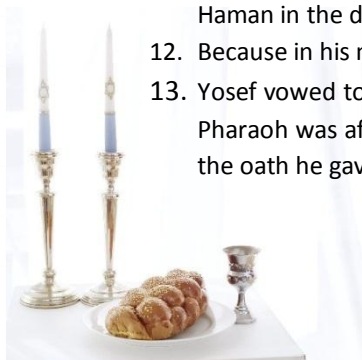 Haman in the d
12. Because in his r
13. Yosef vowed to
Pharaoh was af
the oath he gav